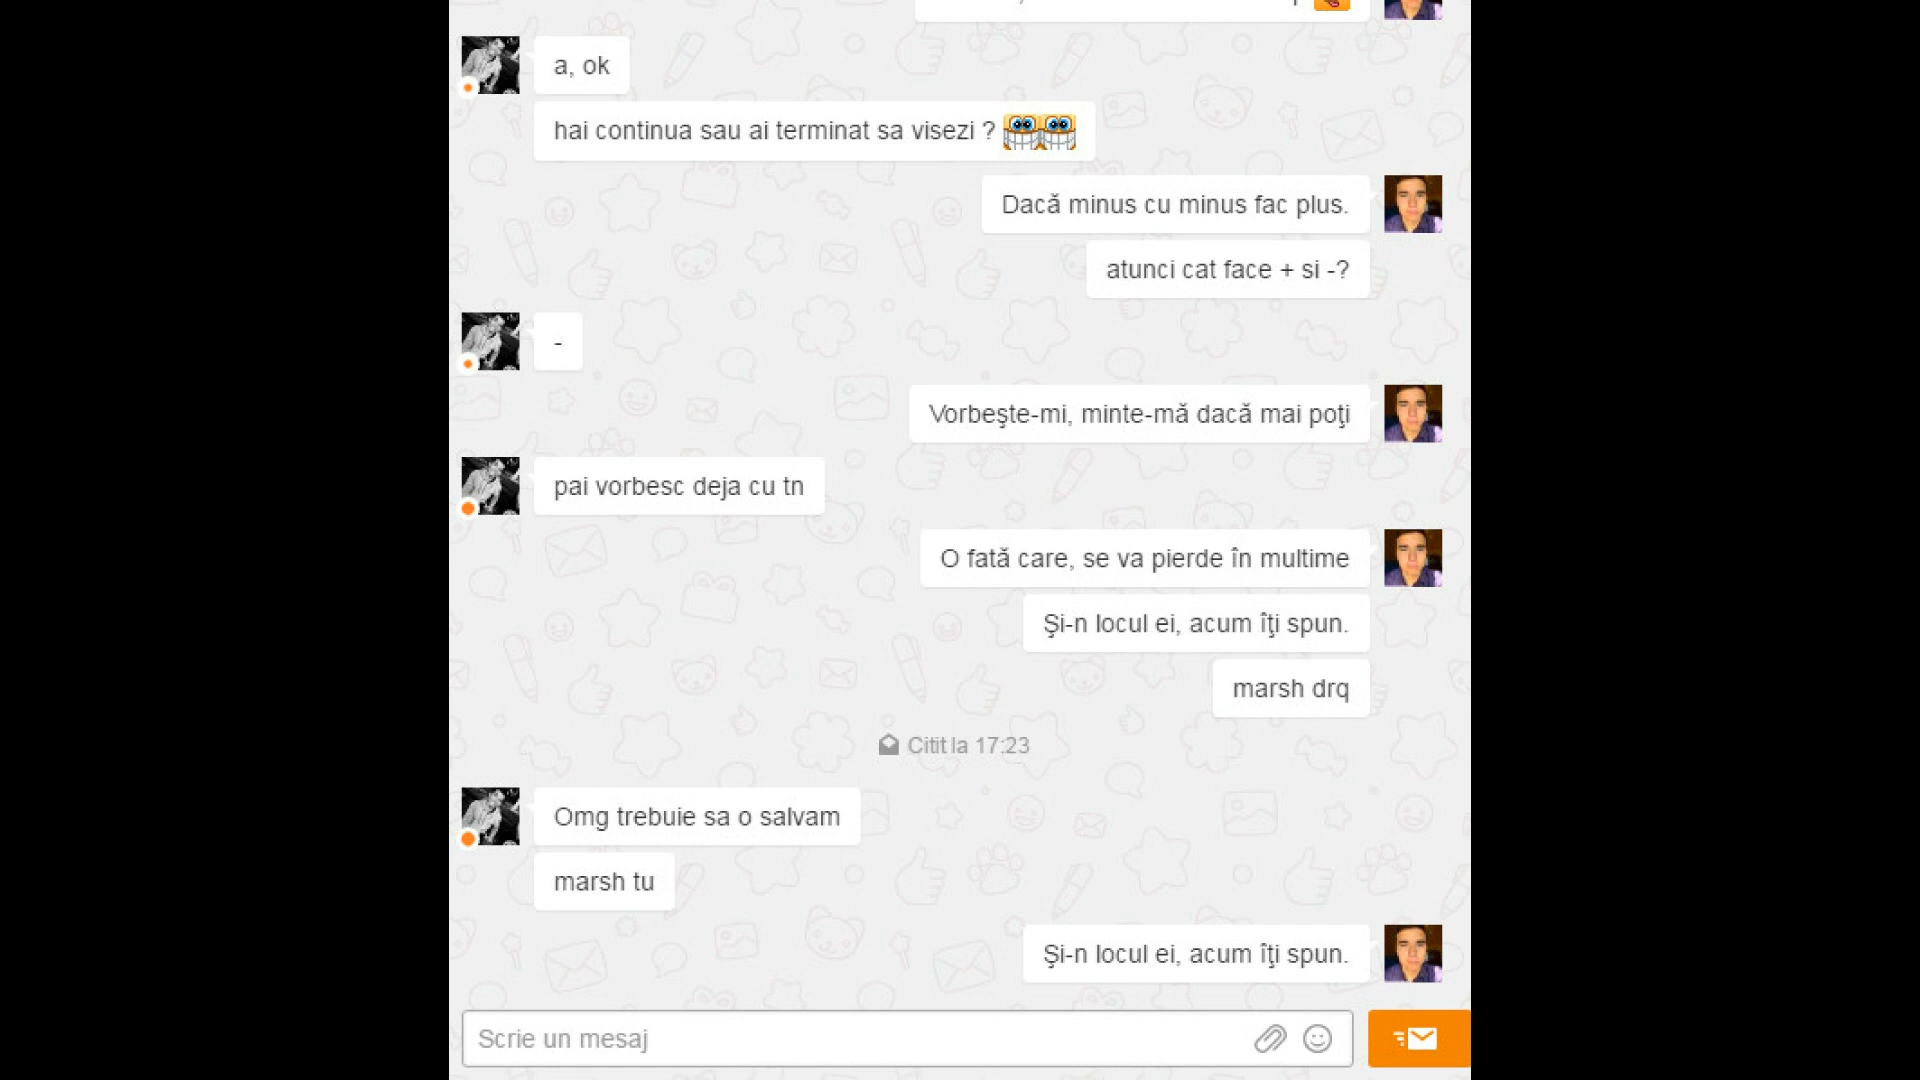 a, ok
hai continua sau ai terminat sa visezi ?
Dacă minus cu minus fac plus.
atunci cat face + si -?
-
Vorbeşte-mi, minte-mă dacă mai poţi
pai vorbesc deja cu tn
O fată care, se va pierde în multime
Şi-n locul ei, acum îţi spun.
marsh drq
Citit la 17:23
Omg trebuie sa o salvam
marsh tu
Şi-n locul ei, acum îţi spun.
Scrie un mesaj